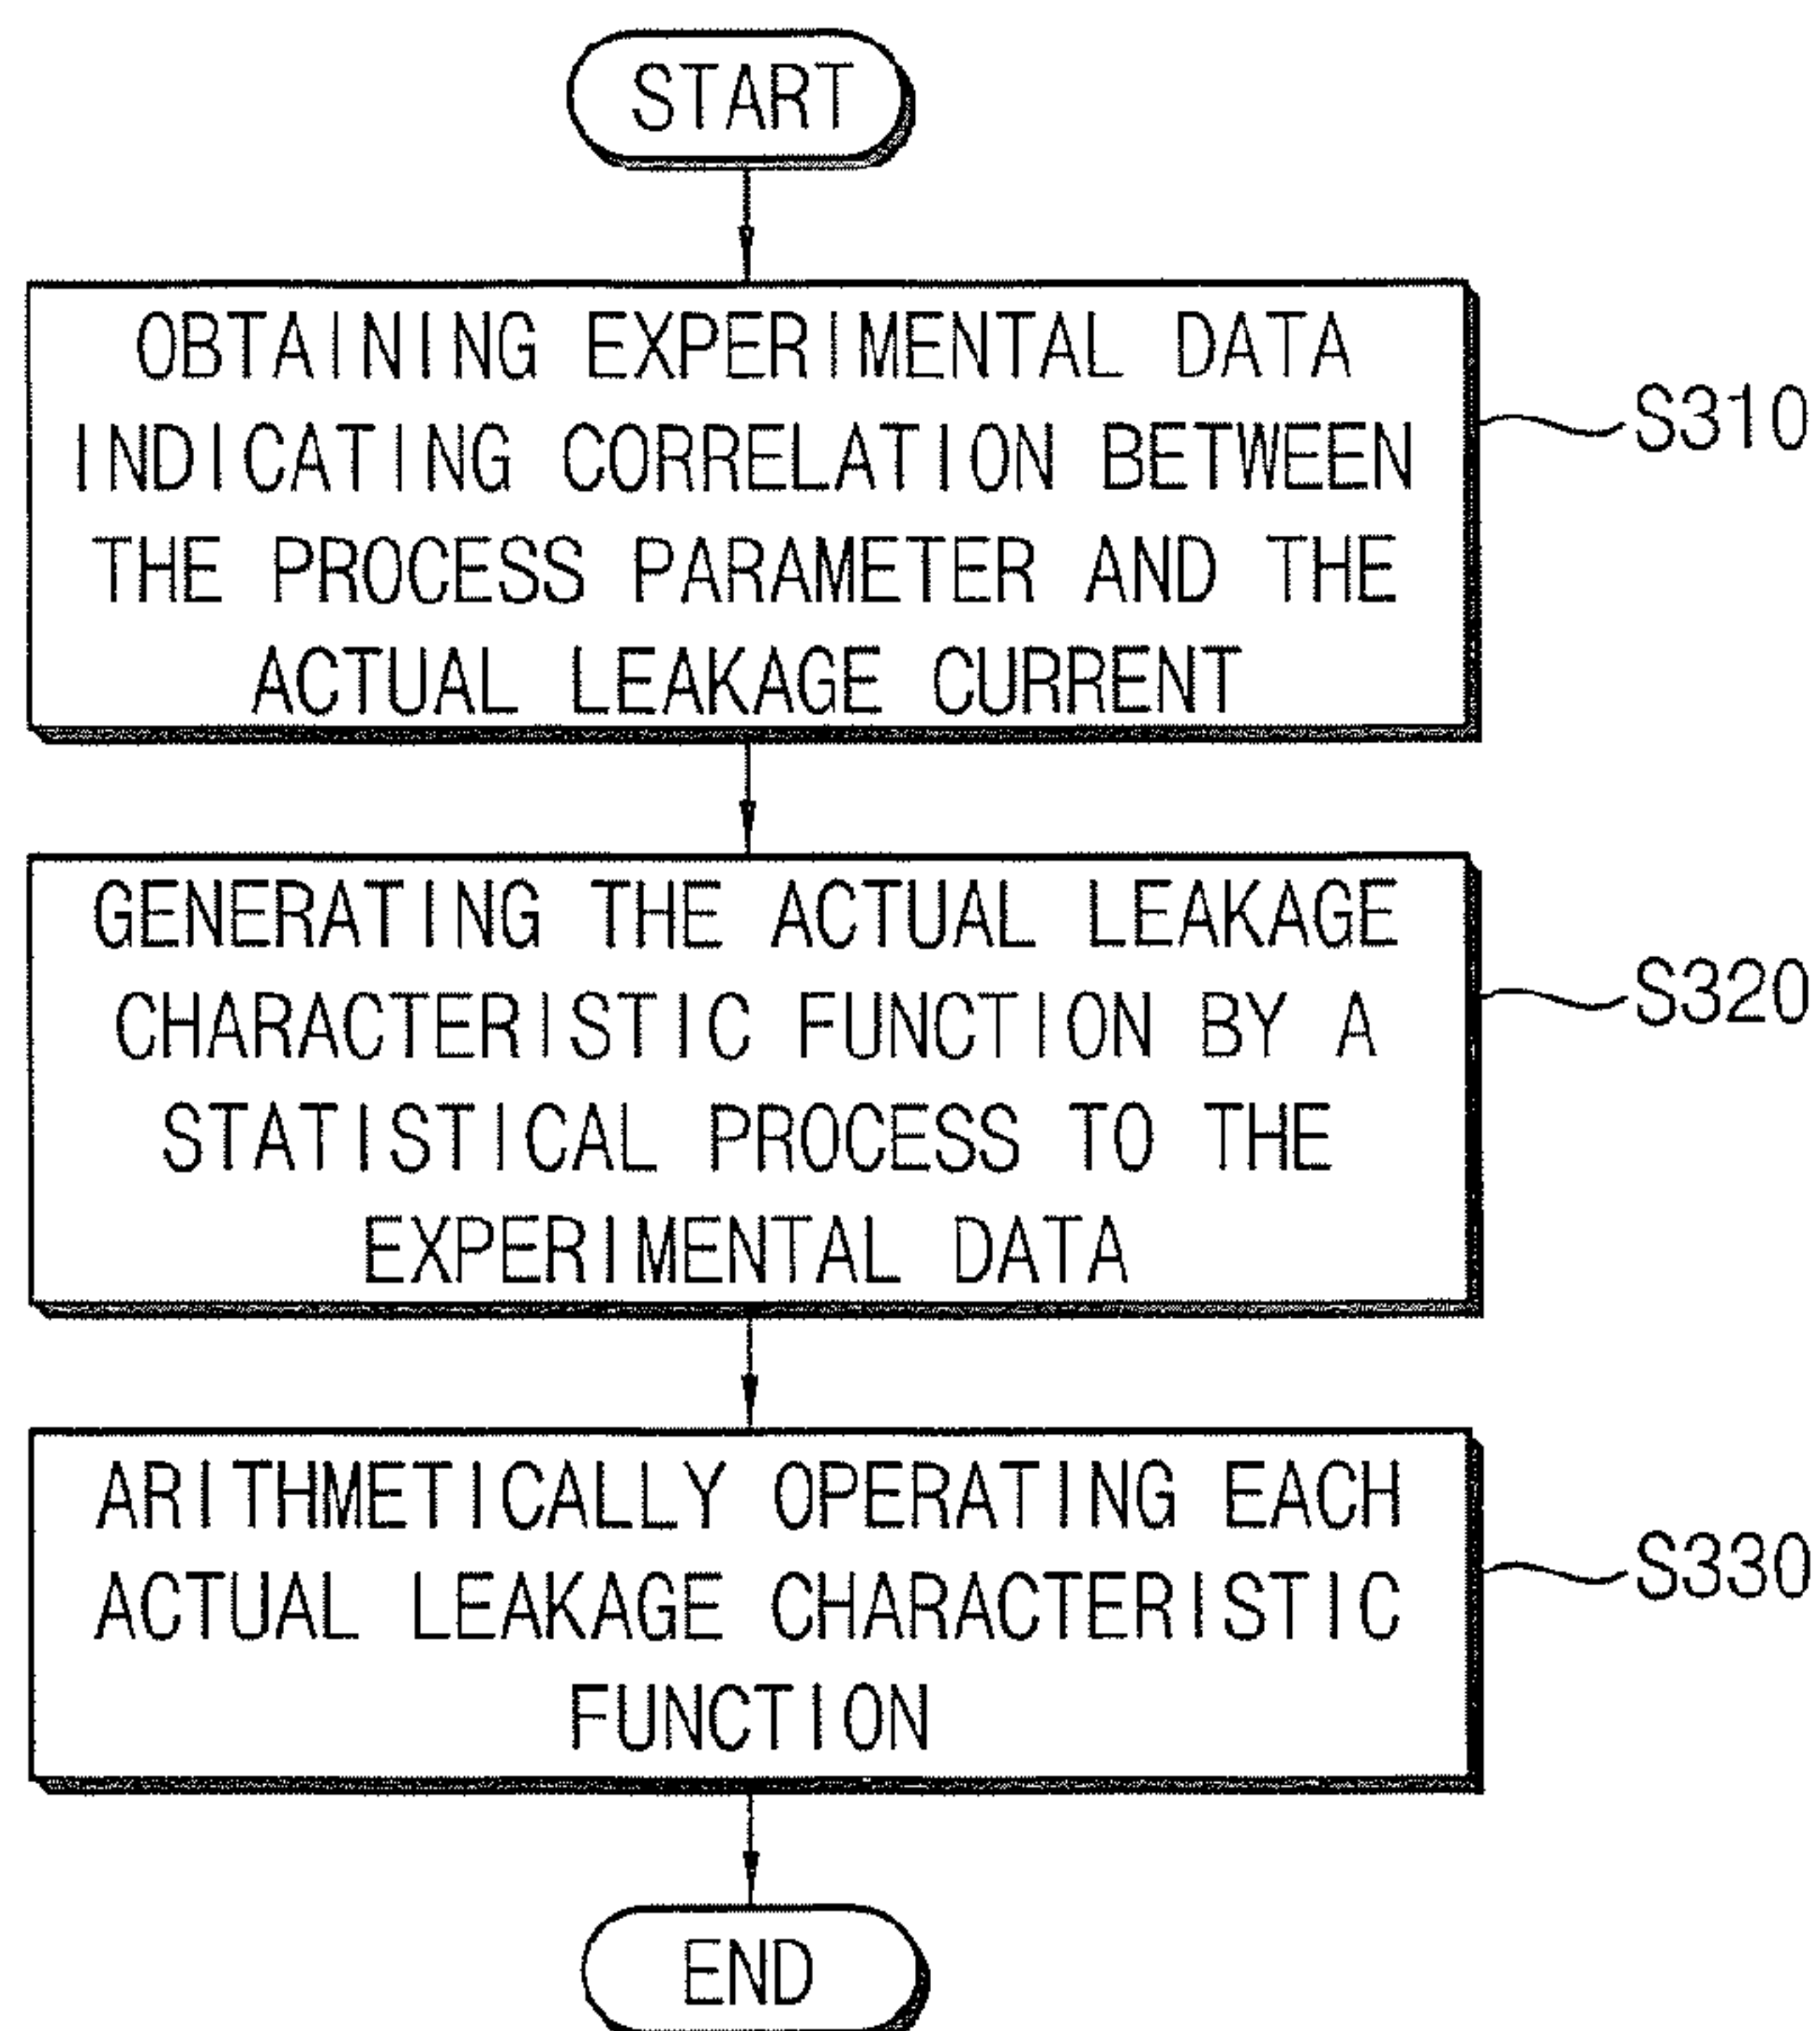 START
OBTAINING EXPERIMENTAL DATA
INDICATING CORRELATION BETWEEN
THE PROCESS PARAMETER AND THE
ACTUAL LEAKAGE CURRENT
S310
GENERATING THE ACTUAL LEAKAGE
CHARACTERISTIC FUNCTION BY A
STATISTICAL PROCESS TO THE
EXPERIMENTAL DATA
S320
ARITHMETICALLY OPERATING EACH
ACTUAL LEAKAGE CHARACTERISTIC
FUNCTION
S330
END